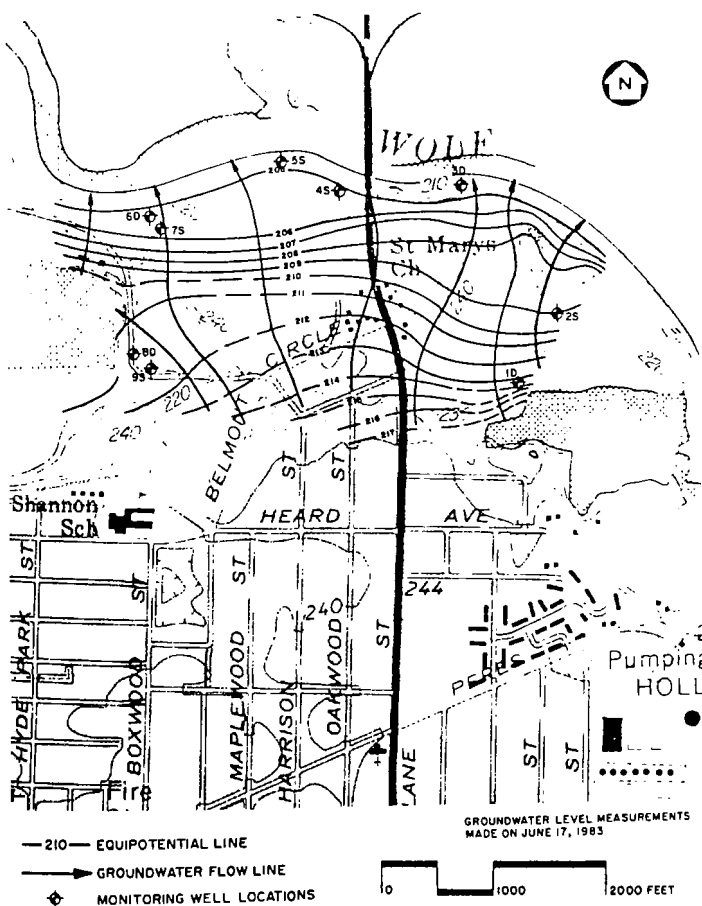 N
WOLF
5S
4S
3D
210
6D
7S
206
207
208
209
210
211
212
214
216
217
St Marys
Ch
240
2S
1D
8D
9S
CIRCLE
BELMONT
220
240
Shannon
Sch
HEARD AVE
ST
ST
ST
ST
ST
244
240
HYDE PARK
BOXWOOD
MAPLEWOOD
HARRISON
OAKWOOD
ST
LANE
ST
ST
Pumping
HOLL
GROUNDWATER LEVEL MEASUREMENTS
MADE ON JUNE 17, 1983
210 EQUIPOTENTIAL LINE
GROUNDWATER FLOW LINE
MONITORING WELL LOCATIONS
0 1000 2000 FEET